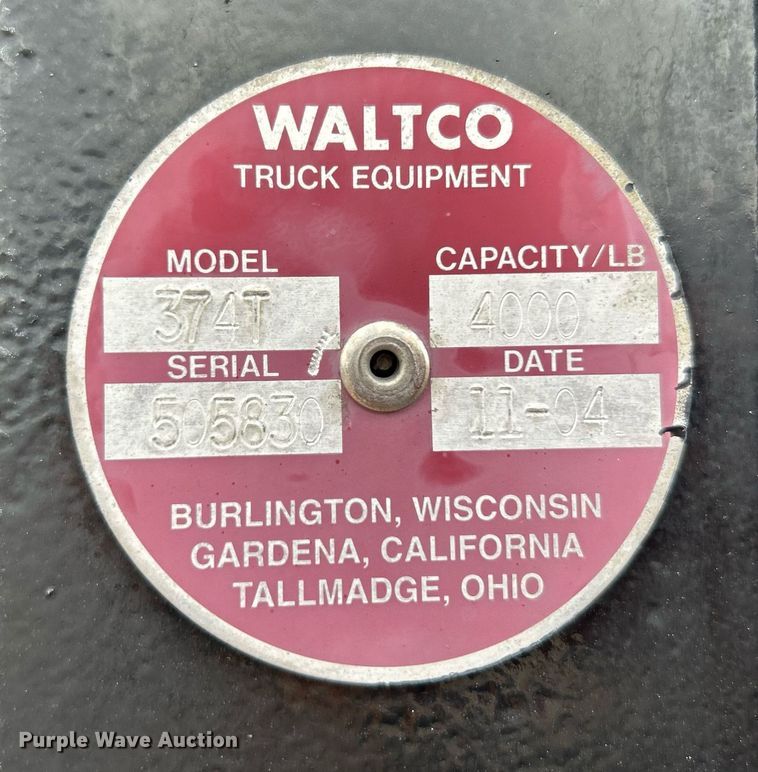 WALTCO
TRUCK EQUIPMENT
MODEL CAPACITY/LB
374T 4000
SERIAL DATE
505830 11-04
BURLINGTON, WISCONSIN
GARDENA, CALIFORNIA
TALLMADGE, OHIO
Purple Wave Auction